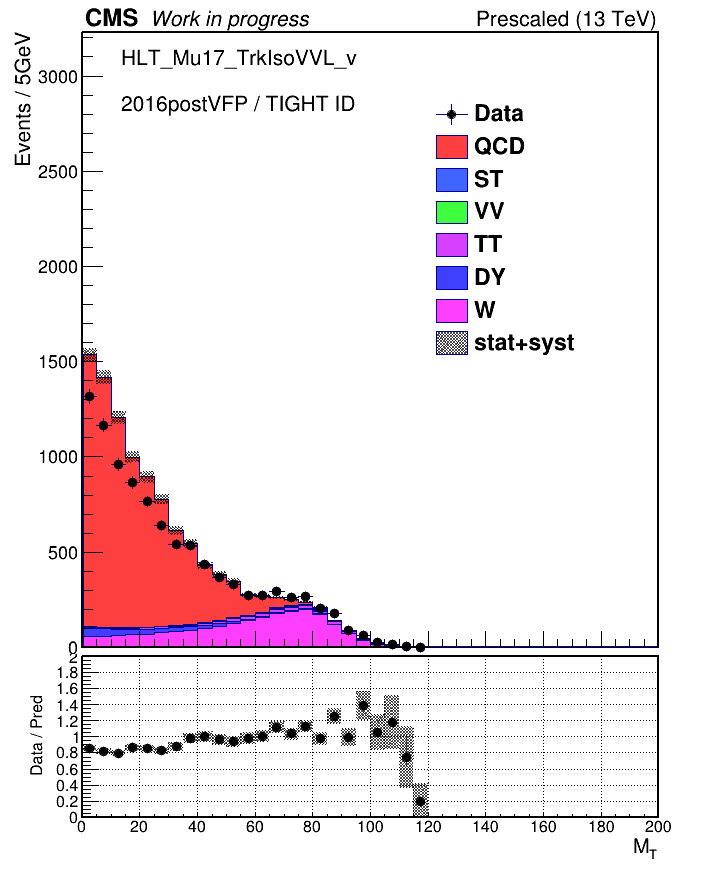 CMS Work in progress Prescaled (13 TeV)
Events / 5GeV
HLT_Mu17_TrkIsoVVL_v
2016postVFP / TIGHT ID
3000
2500
2000
1500
1000
500
0
Data
QCD
ST
VV
TT
DY
W
stat+syst
Data / Pred
2
1.8
1.6
1.4
1.2
1
0.8
0.6
0.4
0.2
0
0 20 40 60 80 100 120 140 160 180 200
M_T